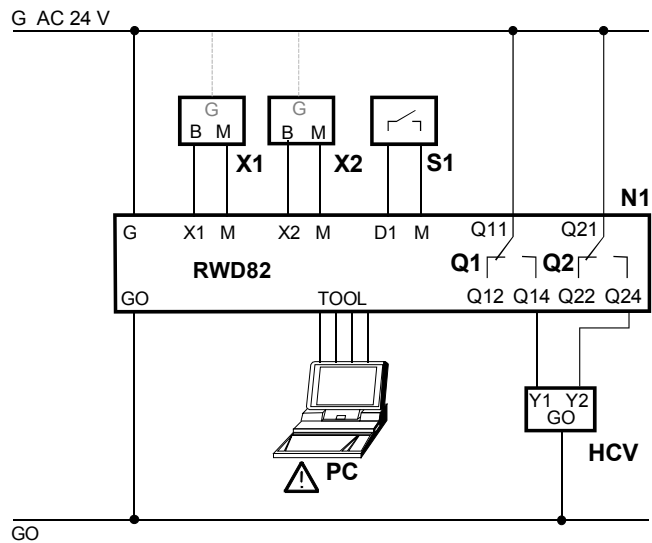 G AC 24 V
G G
B M B M
X1 X2 S1
N1
G X1 M X2 M D1 M Q11 Q21
Q1 Q2
RWD82
GO TOOL Q12 Q14 Q22 Q24
Y1 Y2
GO
HCV
PC
GO